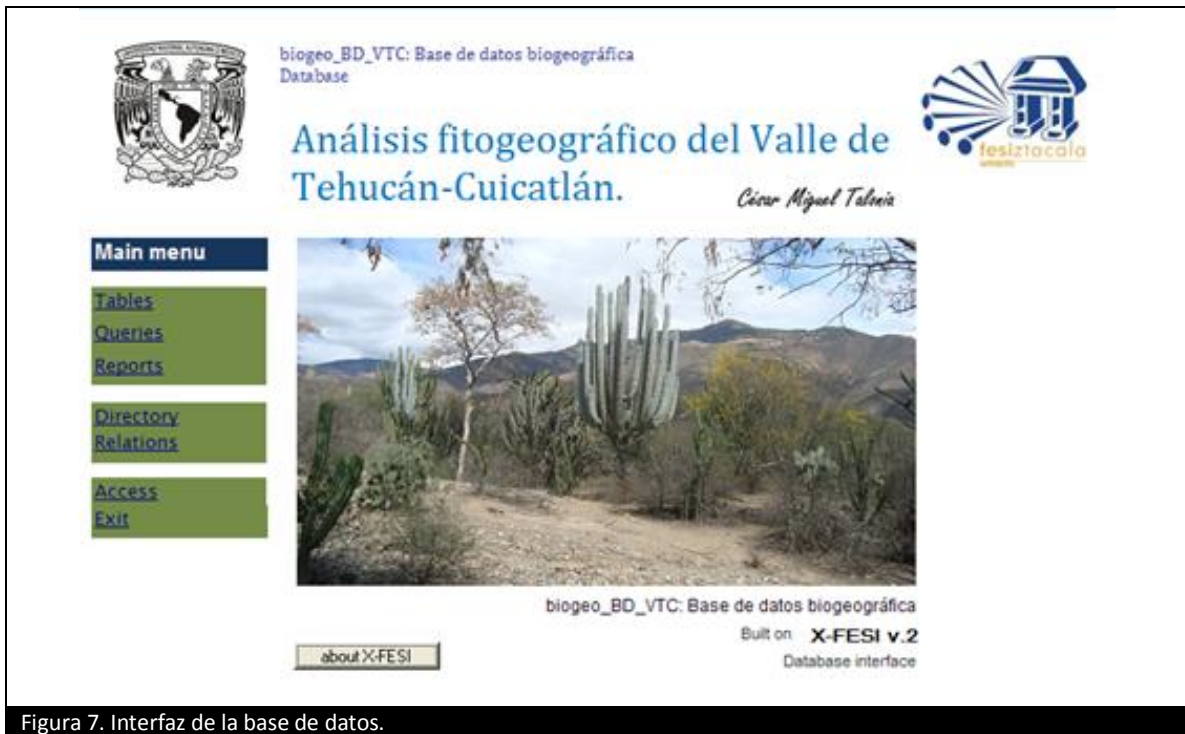 biogeo_BD_VTC: Base de datos biogeográfica
Database
Análisis fitogeográfico del Valle de
Tehucán-Cuicatlán.
César Miguel Talonia
fesiztacala
Main menu
Tables
Queries
Reports
Directory
Relations
Access
Exit
biogeo_BD_VTC: Base de datos biogeográfica
Built on X-FESI v.2
Database interface
about X-FESI
Figura 7. Interfaz de la base de datos.